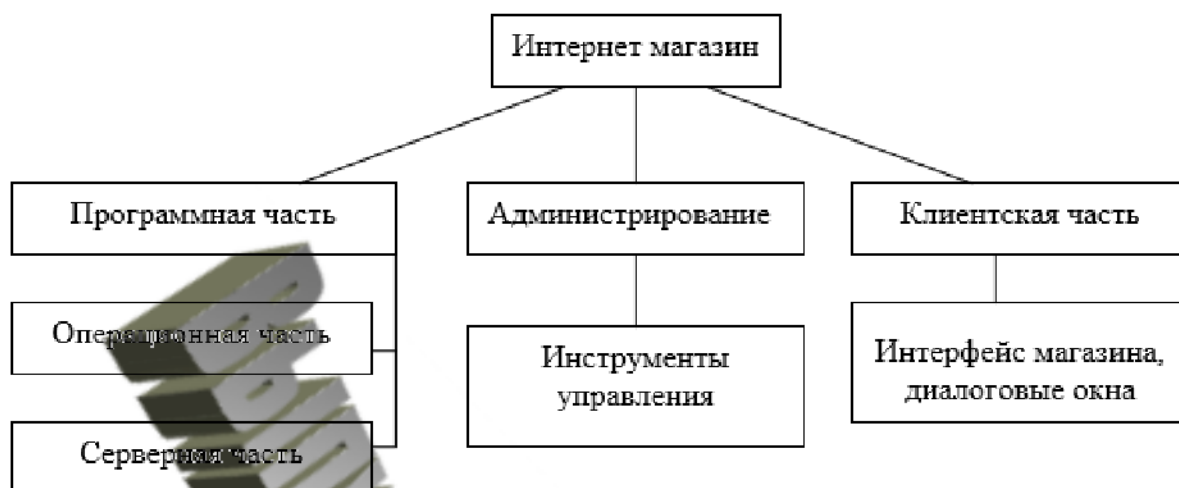 Интернет магазин
Программная часть
Администрирование
Клиентская часть
Операционная часть
Инструменты
управления
Интерфейс магазина,
диалоговые окна
Серверная часть